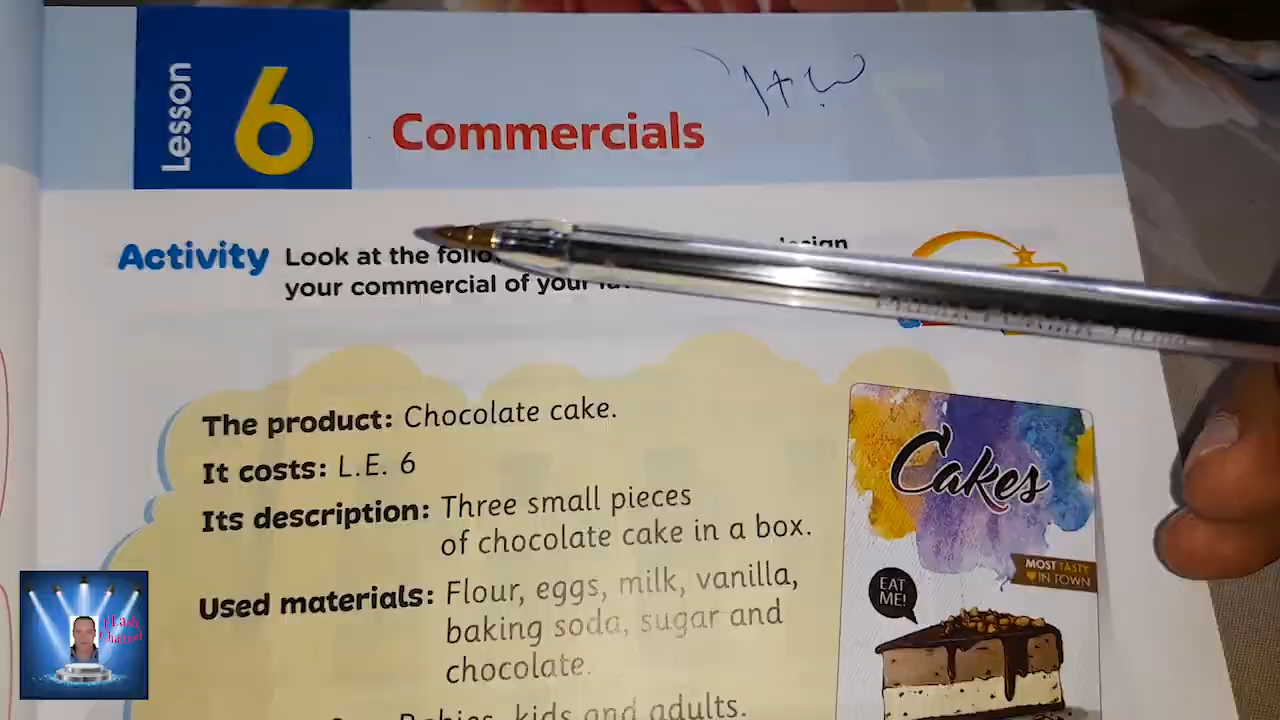 Lesson 6
Commercials
H.W
Activity Look at the
your commercial of your
The product: Chocolate cake.
It costs: L.E. 6
Its description: Three small pieces
of chocolate cake in a box.
Used materials: Flour, eggs, milk, vanilla,
baking soda, sugar and
chocolate.
kids and adults.
Cakes
MOST TASTY
IN TOWN
EAT
ME!
FLash
Channel